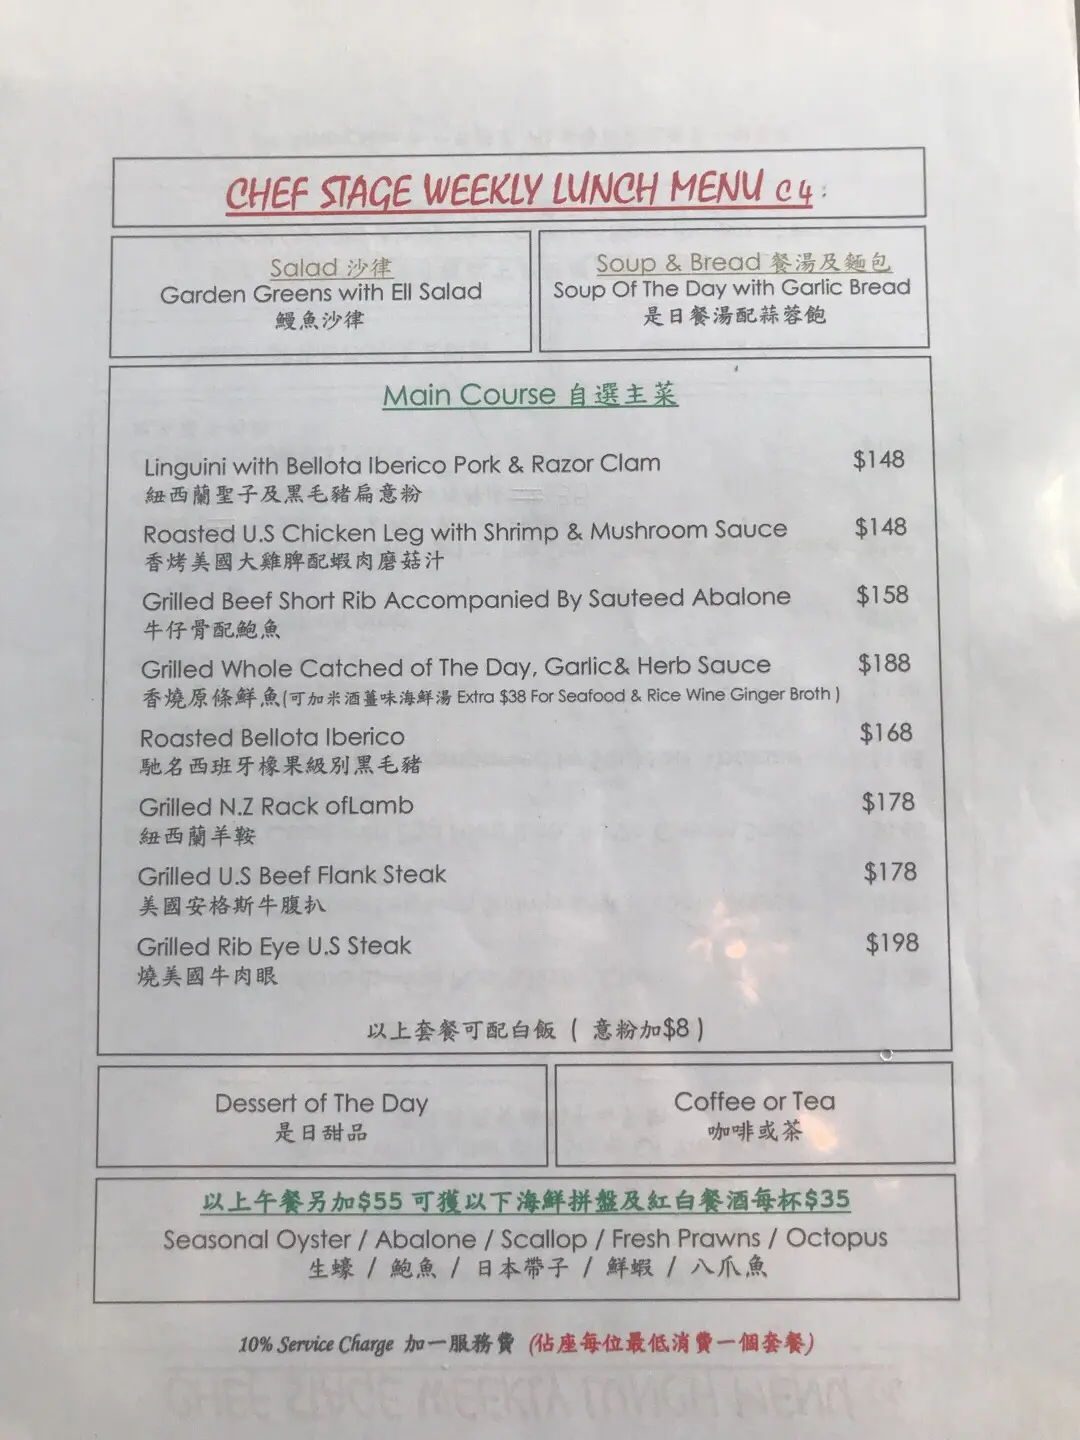 CHEF STAGE WEEKLY LUNCH MENU C4:
Salad 沙律
Garden Greens with Ell Salad
鰻魚沙律
Soup & Bread 餐湯及麵包
Soup Of The Day with Garlic Bread
是日餐湯配蒜蓉飽
Main Course 自選主菜
Linguini with Bellota Iberico Pork & Razor Clam $148
紐西蘭聖子及黑毛豬扁意粉
Roasted U.S Chicken Leg with Shrimp & Mushroom Sauce $148
香烤美國大雞脾配蝦肉磨菇汁
Grilled Beef Short Rib Accompanied By Sauteed Abalone $158
牛仔骨配鮑魚
Grilled Whole Catched of The Day, Garlic& Herb Sauce $188
香燒原條鮮魚(可加米酒薑味海鮮湯 Extra $38 For Seafood & Rice Wine Ginger Broth )
Roasted Bellota Iberico $168
馳名西班牙橡果級別黑毛豬
Grilled N.Z Rack ofLamb $178
紐西蘭羊鞍
Grilled U.S Beef Flank Steak $178
美國安格斯牛腹扒
Grilled Rib Eye U.S Steak $198
燒美國牛肉眼
以上套餐可配白飯 ( 意粉加$8 )
Dessert of The Day
是日甜品
Coffee or Tea
咖啡或茶
以上午餐另加$55 可獲以下海鮮拼盤及紅白餐酒每杯$35
Seasonal Oyster / Abalone / Scallop / Fresh Prawns / Octopus
生蠔 / 鮑魚 / 日本帶子 / 鮮蝦 / 八爪魚
10% Service Charge 加一服務費 (佔座每位最低消費一個套餐)